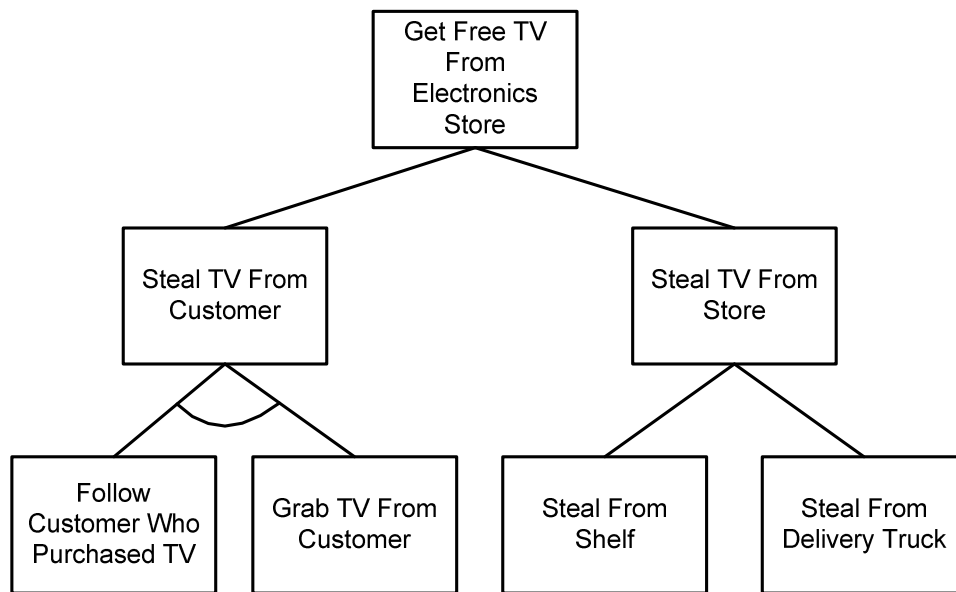 Get Free TV
From
Electronics
Store
Steal TV From
Customer
Steal TV From
Store
Follow
Customer Who
Purchased TV
Grab TV From
Customer
Steal From
Shelf
Steal From
Delivery Truck